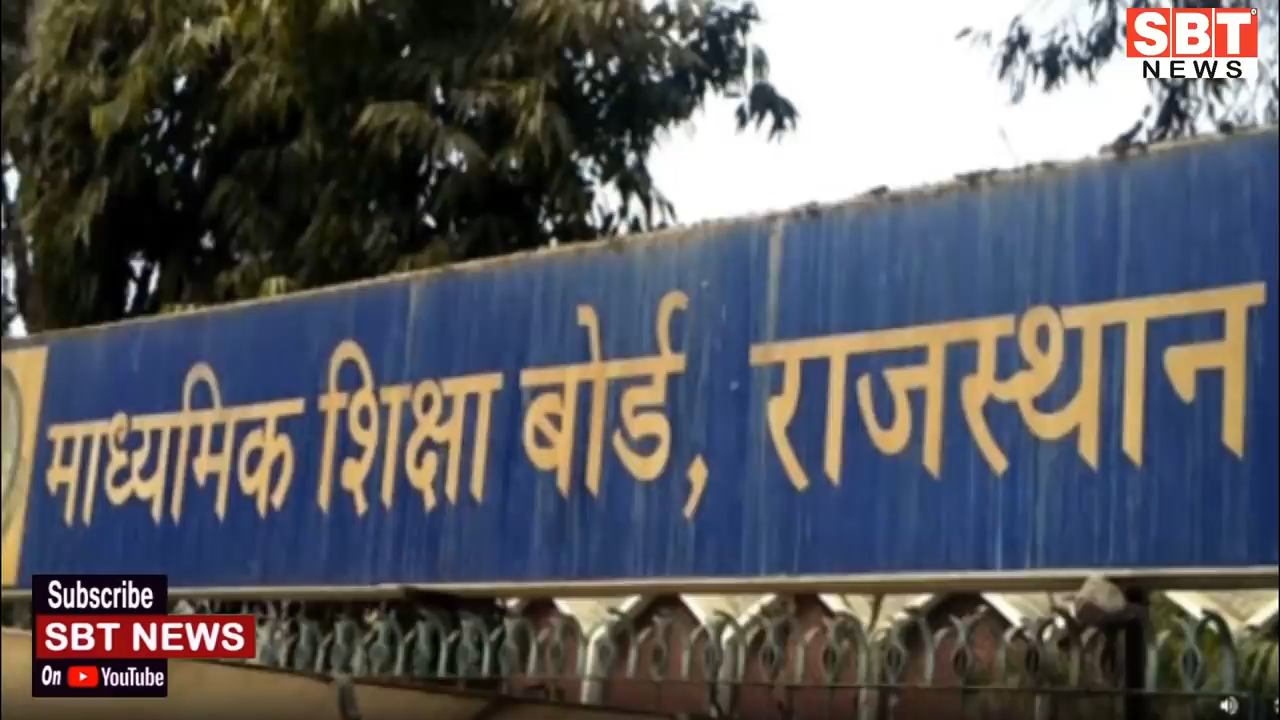 SBT
NEWS
माध्यमिक शिक्षा बोर्ड, राजस्थान
Subscribe
SBT NEWS
On YouTube